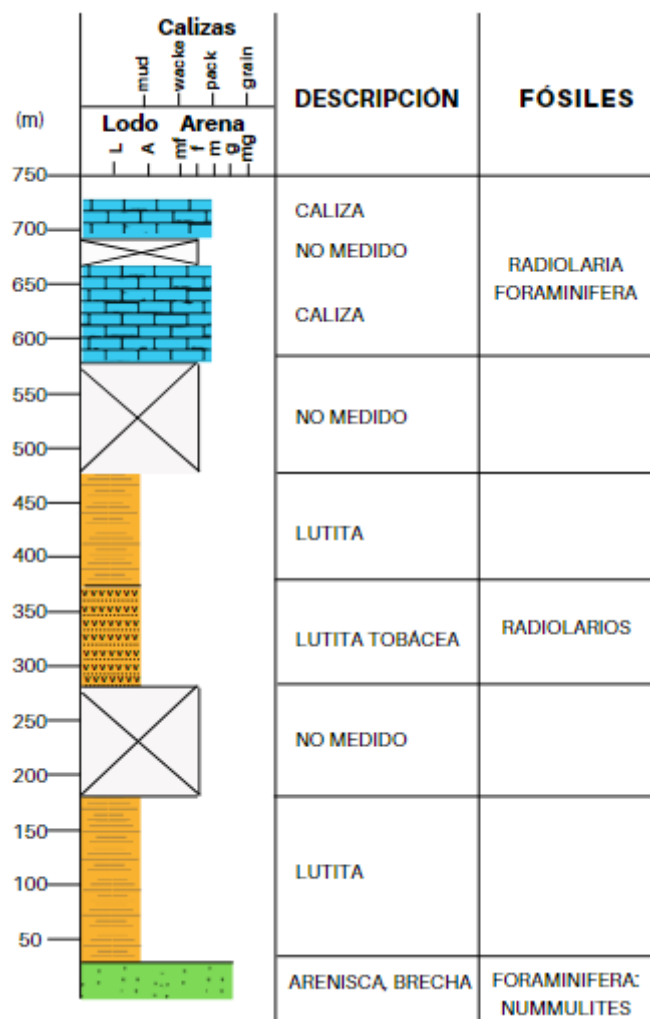 Calizas
mud wacke pack grain
DESCRIPCIÓN FÓSILES
(m) Lodo Arena
L A mf f m g mg
750
CALIZA
700
NO MEDIDO
RADIOLARIA
650
FORAMINIFERA
CALIZA
600
550
NO MEDIDO
500
450
LUTITA
400
350
LUTITA TOBÁCEA RADIOLARIOS
300
250
NO MEDIDO
200
150
LUTITA
100
50
ARENISCA, BRECHA FORAMINIFERA:
NUMMULITES